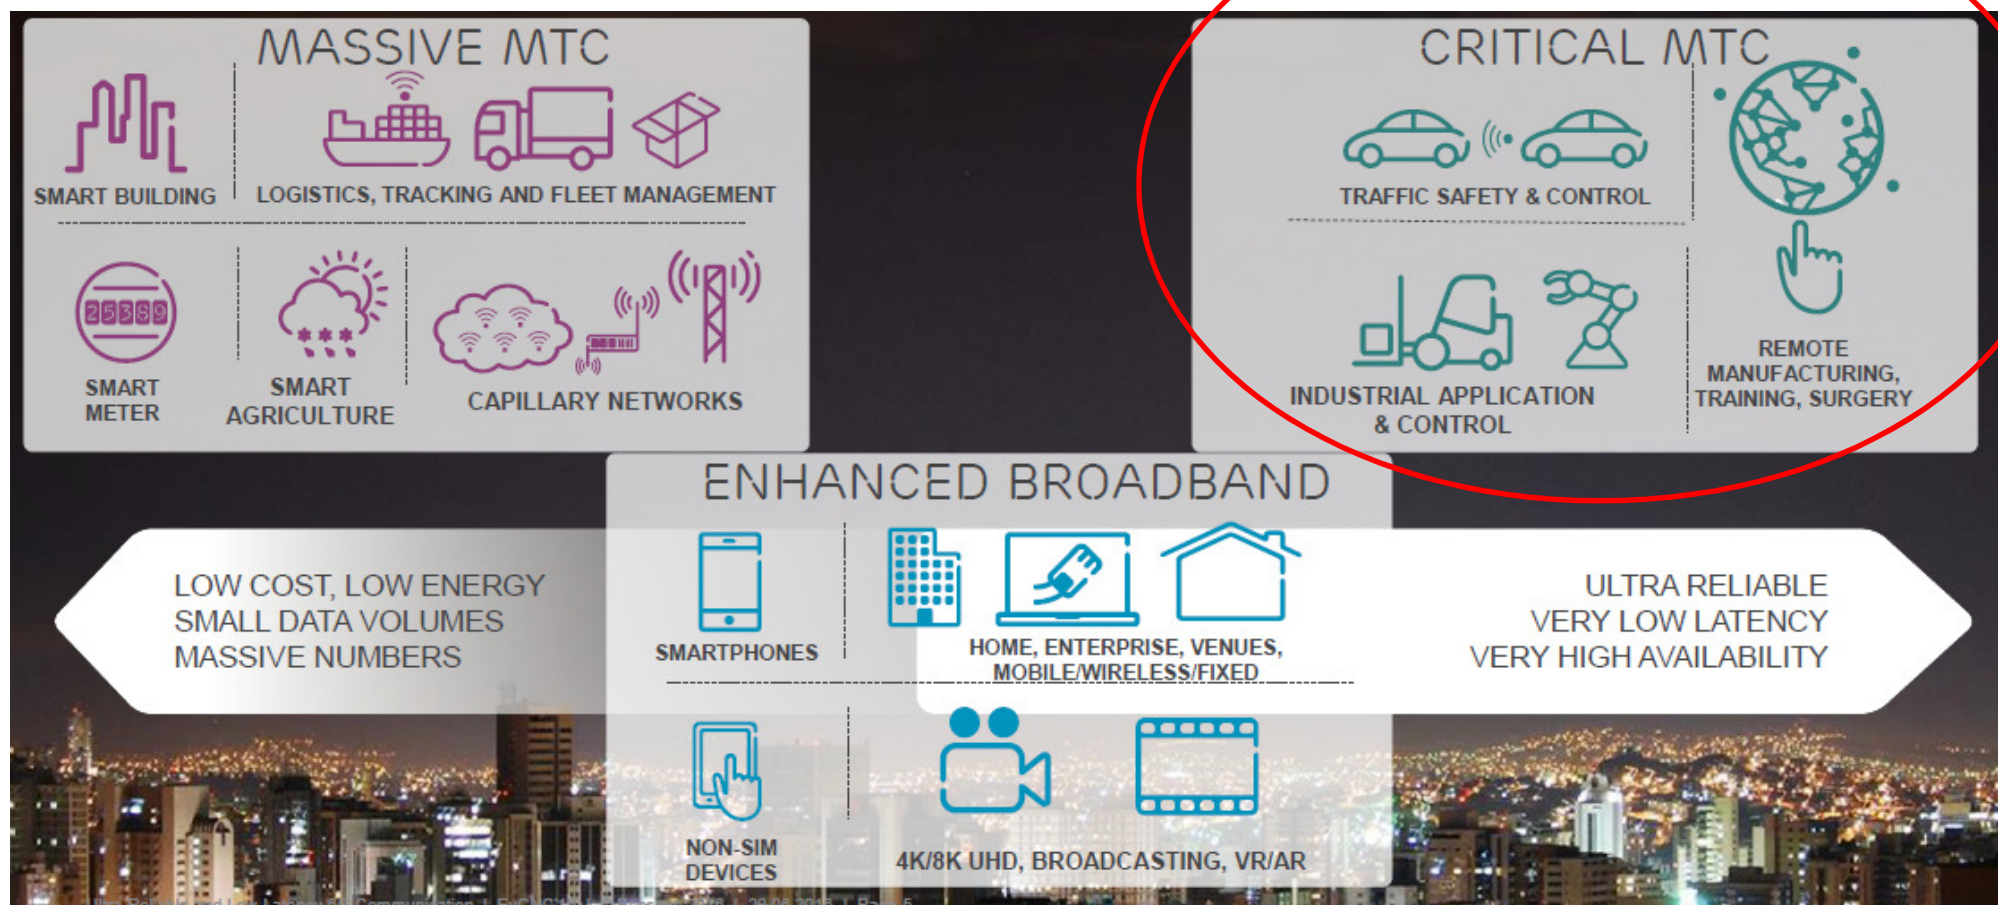 MASSIVE MTC
SMART BUILDING
LOGISTICS, TRACKING AND FLEET MANAGEMENT
25389
SMART
METER
SMART
AGRICULTURE
CAPILLARY NETWORKS
CRITICAL MTC
TRAFFIC SAFETY & CONTROL
INDUSTRIAL APPLICATION
& CONTROL
REMOTE
MANUFACTURING,
TRAINING, SURGERY
ENHANCED BROADBAND
SMARTPHONES
HOME, ENTERPRISE, VENUES,
MOBILE/WIRELESS/FIXED
NON-SIM
DEVICES
4K/8K UHD, BROADCASTING, VR/AR
LOW COST, LOW ENERGY
SMALL DATA VOLUMES
MASSIVE NUMBERS
ULTRA RELIABLE
VERY LOW LATENCY
VERY HIGH AVAILABILITY